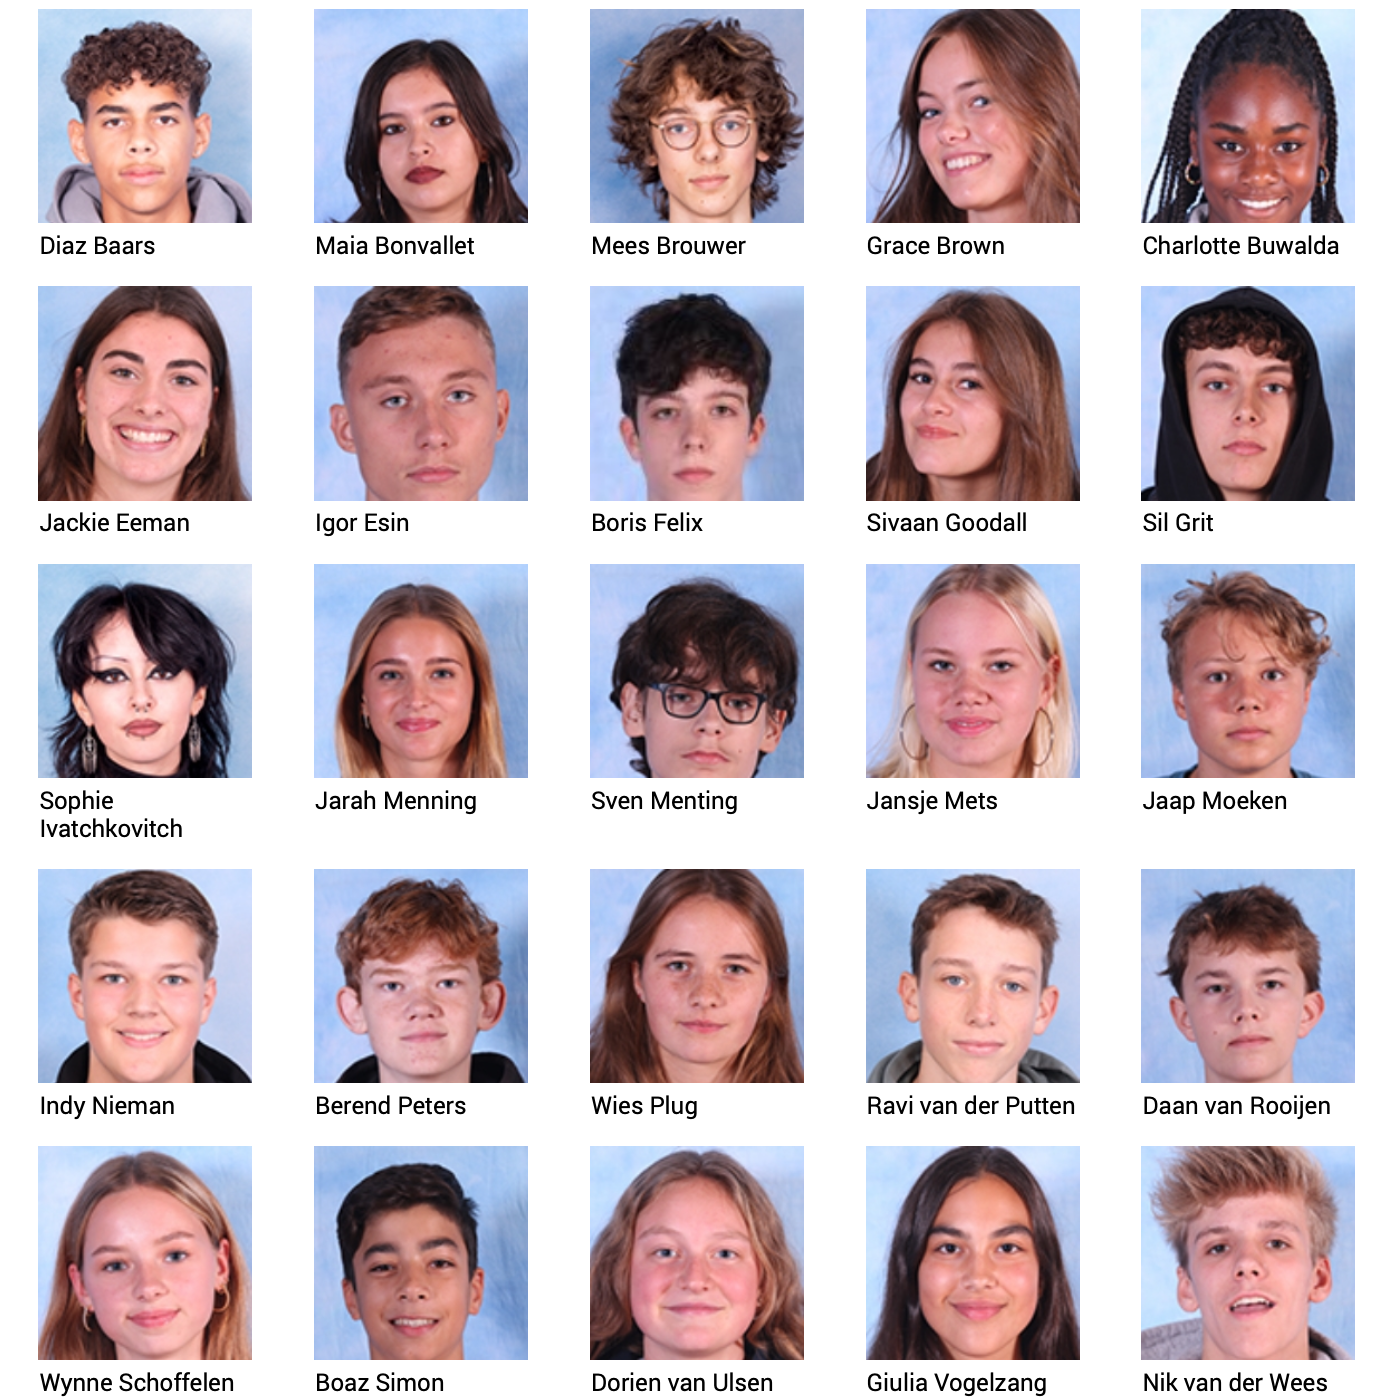 Diaz Baars
Maia Bonvallet
Mees Brouwer
Grace Brown
Charlotte Buwalda
Jackie Eeman
Igor Esin
Boris Felix
Sivaan Goodall
Sil Grit
Sophie
Ivatchkovitch
Jarah Menning
Sven Menting
Jansje Mets
Jaap Moeken
Indy Nieman
Berend Peters
Wies Plug
Ravi van der Putten
Daan van Rooijen
Wynne Schoffelen
Boaz Simon
Dorien van Ulsen
Giulia Vogelzang
Nik van der Wees